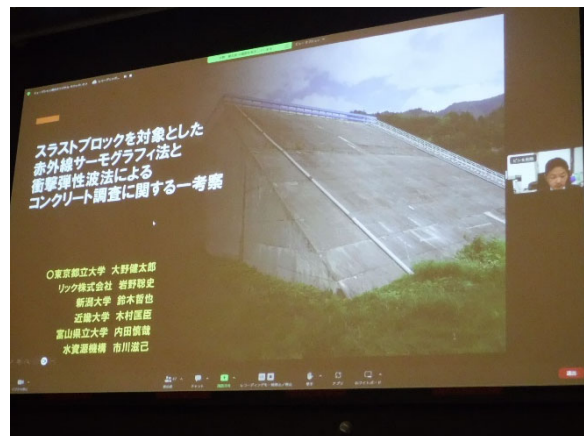 スラストブロックを対象とした
赤外線サーモグラフィ法と
衝撃弾性波法による
コンクリート調査に関する一考察
〇東京都立大学 大野健太郎
リック株式会社 岩野聡史
新潟大学 鈴木哲也
近畿大学 木村匡臣
富山県立大学 内田慎哉
水資源機構 市川滋己